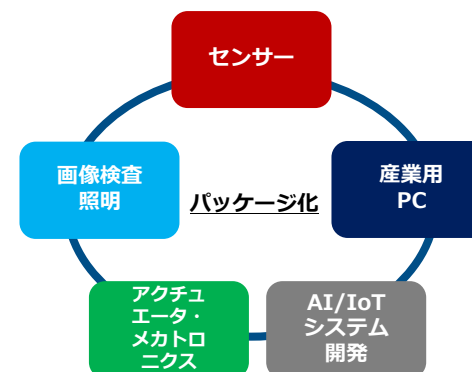 センサー
画像検査
照明
パッケージ化
産業用
PC
アクチュ
エータ・
メカトロ
ニクス
AI/IoT
システム
開発